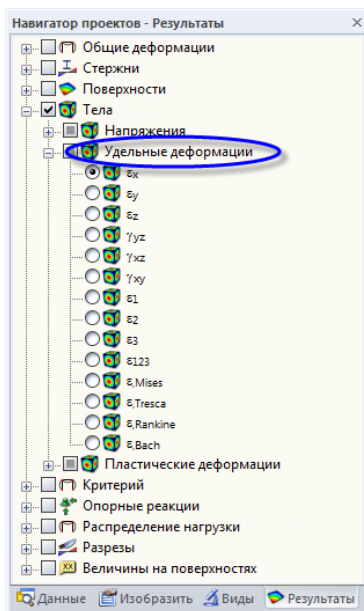 Навигатор проектов - Результаты
Общие деформации
Стержни
Поверхности
Тела
Напряжения
Удельные деформации
εx
εy
εz
γyz
γxz
γxy
ε1
ε2
ε3
ε123
ε,Mises
ε,Tresca
ε,Rankine
ε,Bach
Пластические деформации
Критерий
Опорные реакции
Распределение нагрузки
Разрезы
Величины на поверхностях
Данные Изобразить Виды Результаты